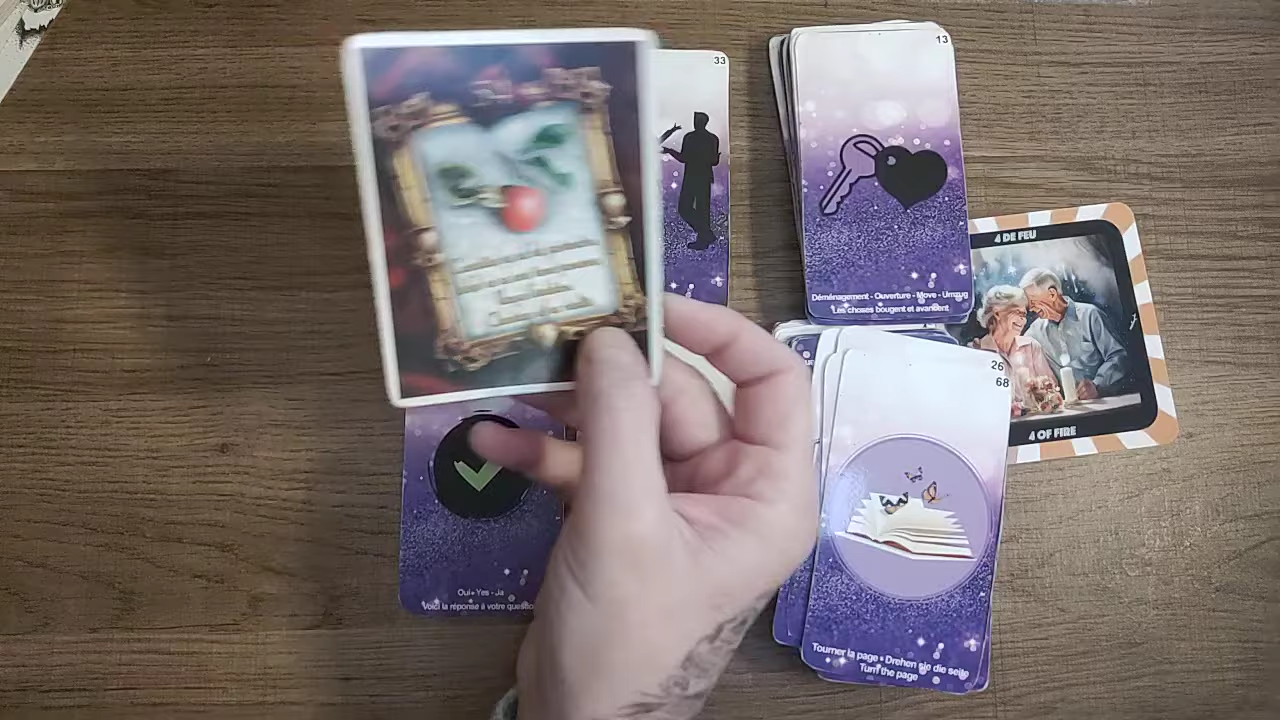 33
13
Déménagement - Ouverture - Move - Umzug
Les choses bougent et avancent
4 DE FEU
4 OF FIRE
26
68
Tourner la page • Drehen sie die seite
Turn the page
Oui • Yes - Ja
Voici la réponse à votre questio